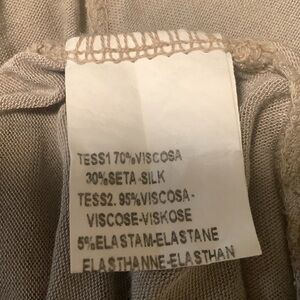 TESS1 70%VISCOSA
30%SETA-SILK
TESS2. 95%VISCOSA-
VISCOSE-VISKOSE
5%ELASTAM-ELASTANE
ELASTHANNE-ELASTHAN